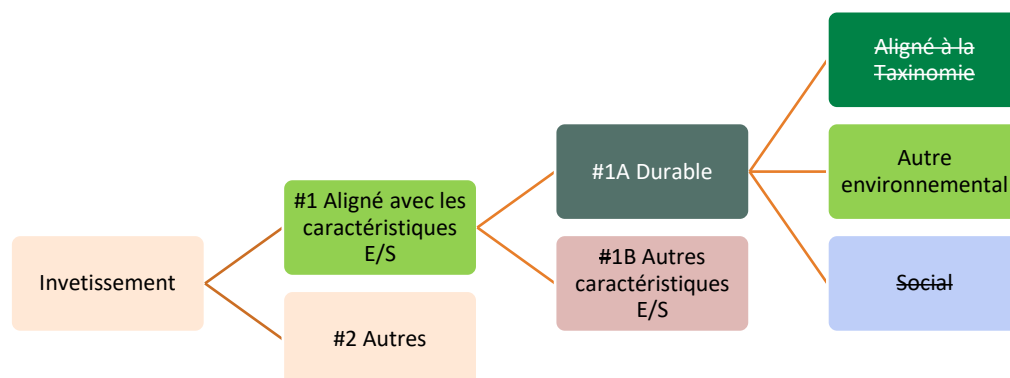 Invetissement
#1 Aligné avec les
caractéristiques
E/S
#2 Autres
#1A Durable
#1B Autres
caractéristiques
E/S
Aligné à la
Taxinomie
Autre
environnemental
Social